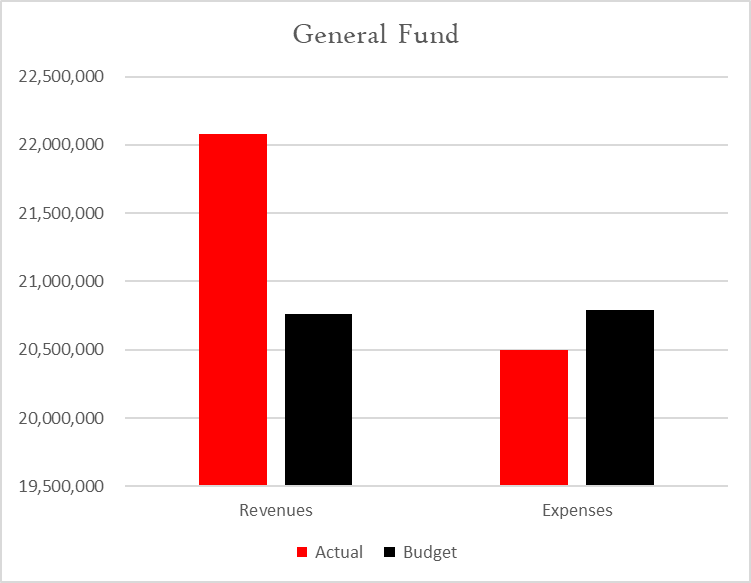 General Fund
22,500,000
22,000,000
21,500,000
21,000,000
20,500,000
20,000,000
19,500,000
Revenues Expenses
Actual Budget